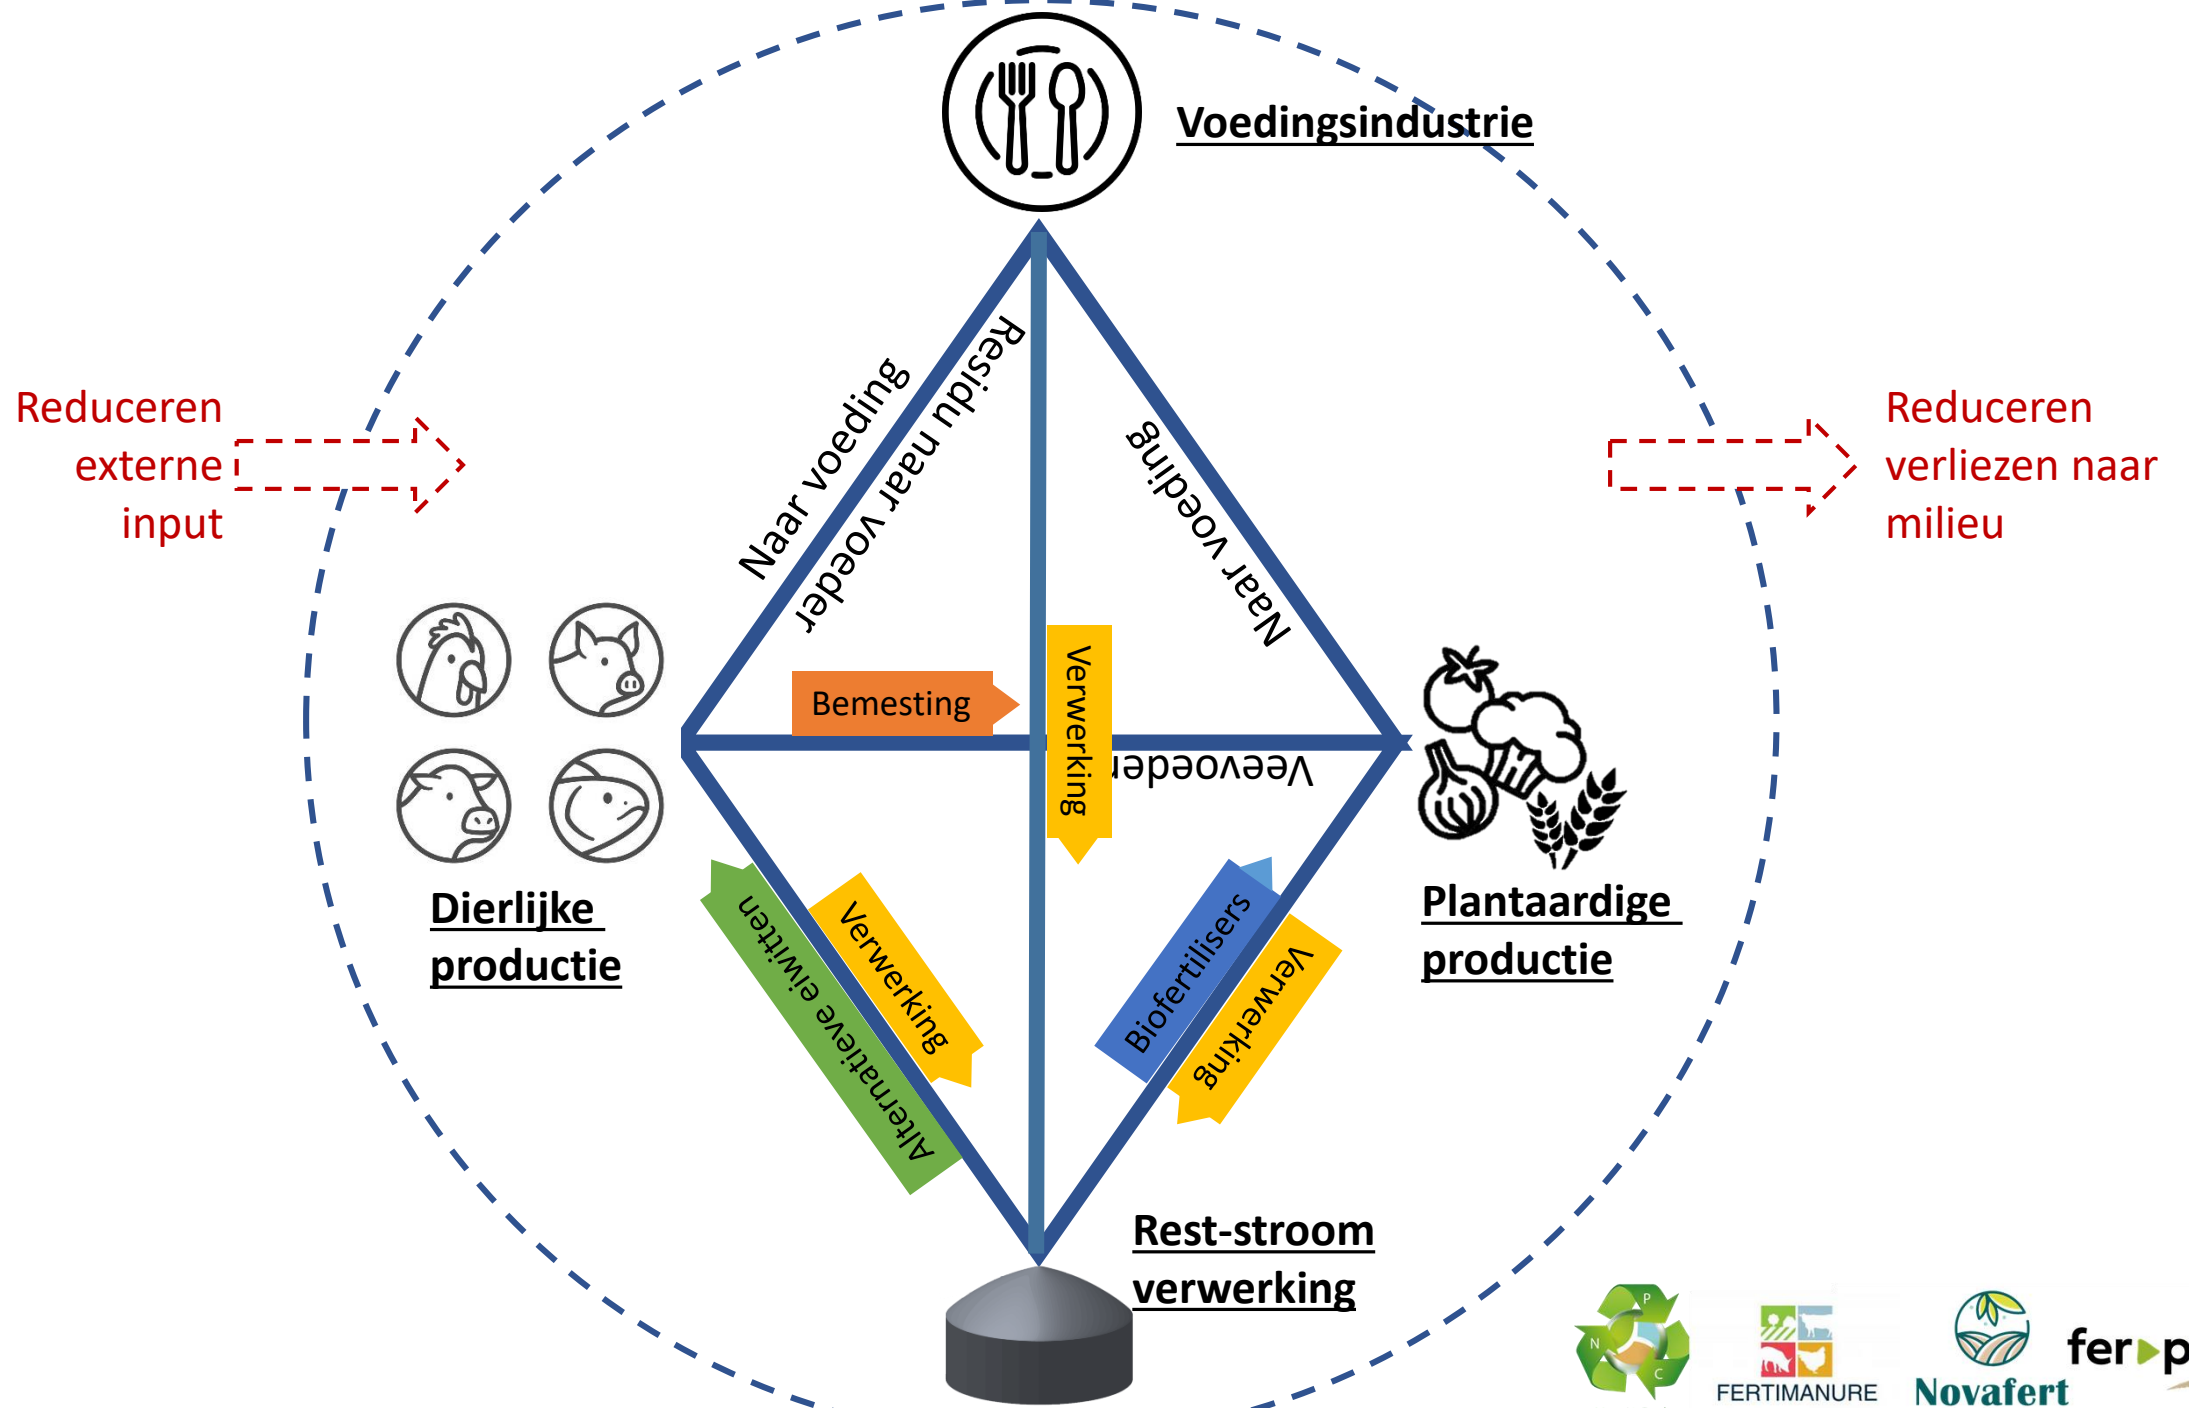 Voedingsindustrie
Reduceren
externe
input
Reduceren
verliezen naar
milieu
Naar voeding
Residu naar voeder
Naar voeding
Bemesting
Verwerking
Veevoeder
Dierlijke
productie
Plantaardige
productie
Alternatieve eiwitten
Verwerking
Biofertilisers
Verwerking
Rest-stroom
verwerking
P
N
C
FERTIMANURE
Novafert
fer p